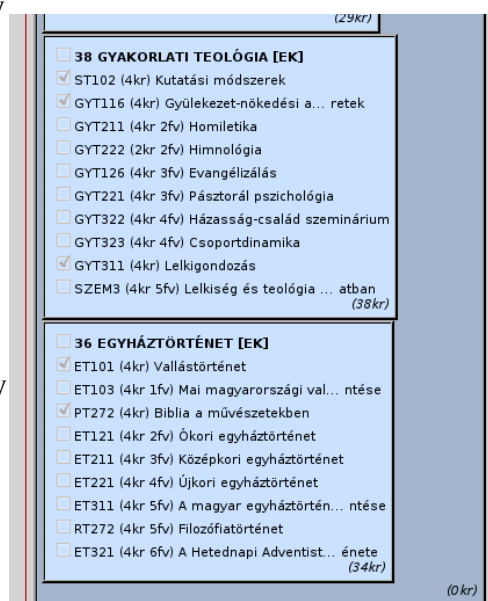 y
(29kr)
38 GYAKORLATI TEOLÓGIA [EK]
ST102 (4kr) Kutatási módszerek
GYT116 (4kr) Gyülekezet-nökedési a... retek
GYT211 (4kr 2fv) Homiletika
GYT222 (2kr 2fv) Himnológia
GYT126 (4kr 3fv) Evangélizálás
GYT221 (4kr 3fv) Pásztorál pszichológia
GYT322 (4kr 4fv) Házasság-család szeminárium
GYT323 (4kr 4fv) Csoportdinamika
GYT311 (4kr) Lelkigondozás
SZEM3 (4kr 5fv) Lelkiség és teológia ... atban
(38kr)
36 EGYHÁZTÖRTÉNET [EK]
ET101 (4kr) Vallástörténet
y
ET103 (4kr 1fv) Mai magyarországi val... ntése
PT272 (4kr) Biblia a művészetekben
ET121 (4kr 2fv) Ókori egyháztörténet
ET211 (4kr 3fv) Középkori egyháztörténet
ET221 (4kr 4fv) Újkori egyháztörténet
ET311 (4kr 5fv) A magyar egyháztörtén... ntése
RT272 (4kr 5fv) Filozófiatörténet
ET321 (4kr 6fv) A Hetednapi Adventist... énete
(34kr)
(0kr)